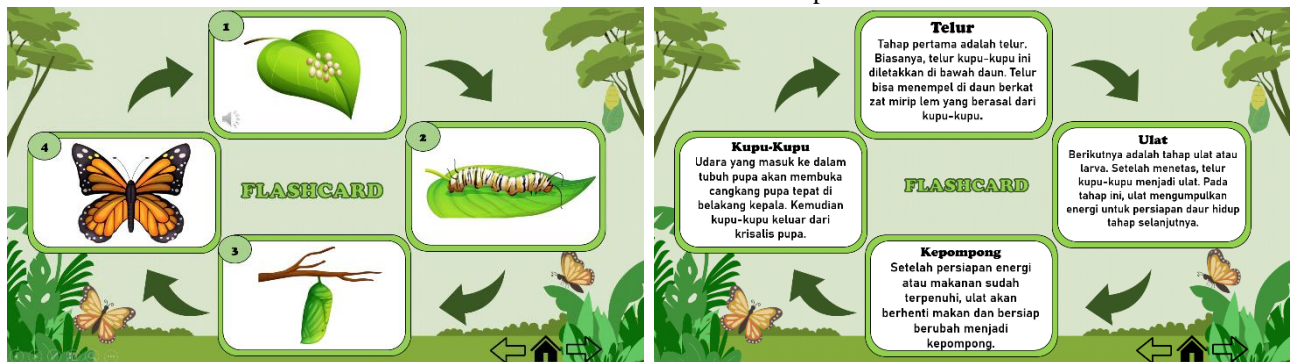 1
2
FLASHCARD
4
3
Telur
Tahap pertama adalah telur.
Biasanya, telur kupu-kupu ini
diletakkan di bawah daun. Telur
bisa menempel di daun berkat
zat mirip lem yang berasal dari
kupu-kupu.
Kupu-Kupu
Udara yang masuk ke dalam
tubuh pupa akan membuka
cangkang pupa tepat di
belakang kepala. Kemudian
kupu-kupu keluar dari
krisalis pupa.
FLASHCARD
Ulat
Berikutnya adalah tahap ulat atau
larva. Setelah menetas, telur
kupu-kupu menjadi ulat. Pada
tahap ini, ulat mengumpulkan
energi untuk persiapan daur hidup
tahap selanjutnya.
Kepompong
Setelah persiapan energi
atau makanan sudah
terpenuhi, ulat akan
berhenti makan dan bersiap
berubah menjadi
kepompong.